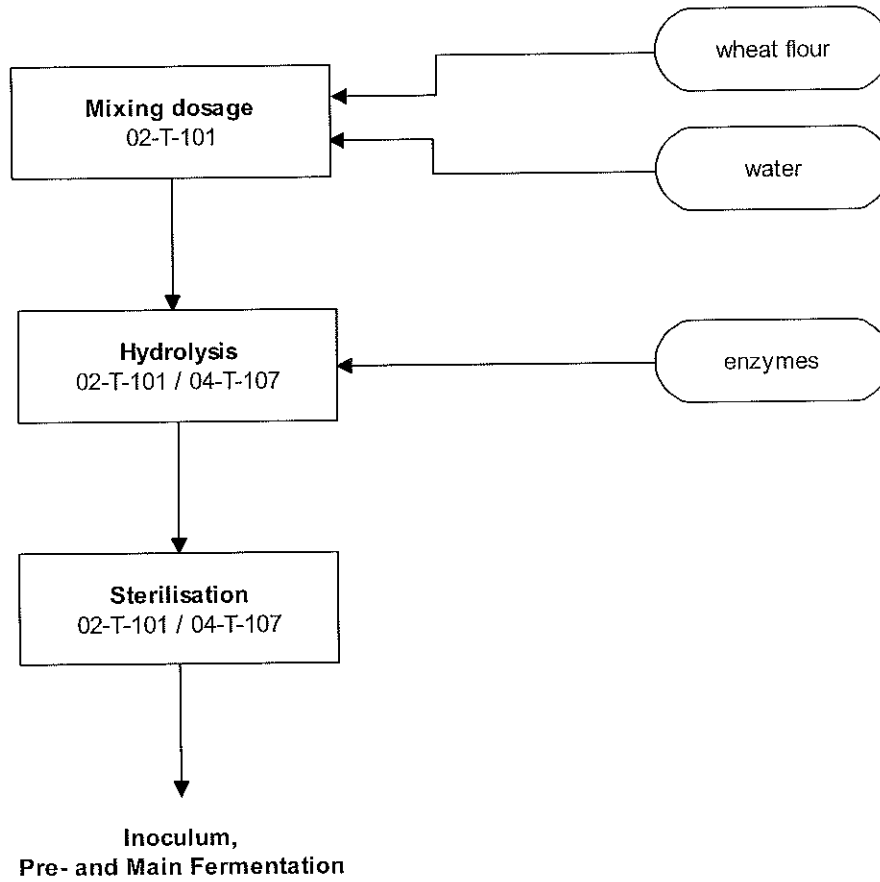 wheat flour
Mixing dosage
02-T-101
water
Hydrolysis
02-T-101 / 04-T-107
enzymes
Sterilisation
02-T-101 / 04-T-107
Inoculum,
Pre- and Main Fermentation